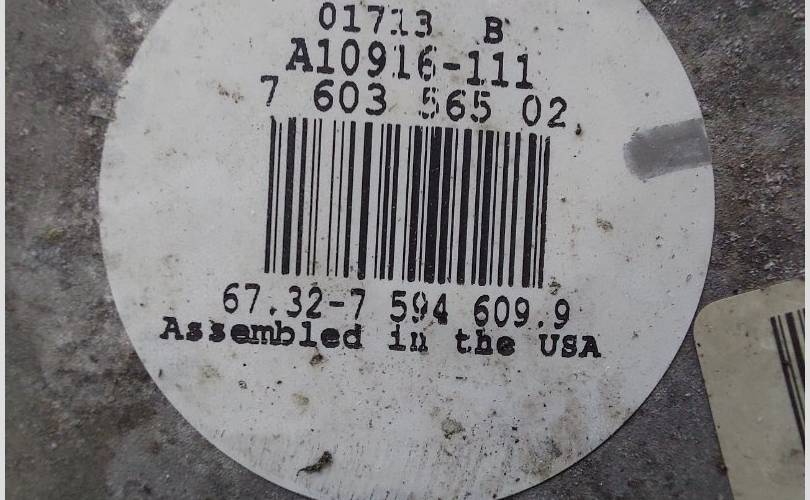 01713 B
A10916-111
7 603 565 02
67.32-7 594 609.9
Assembled in the USA